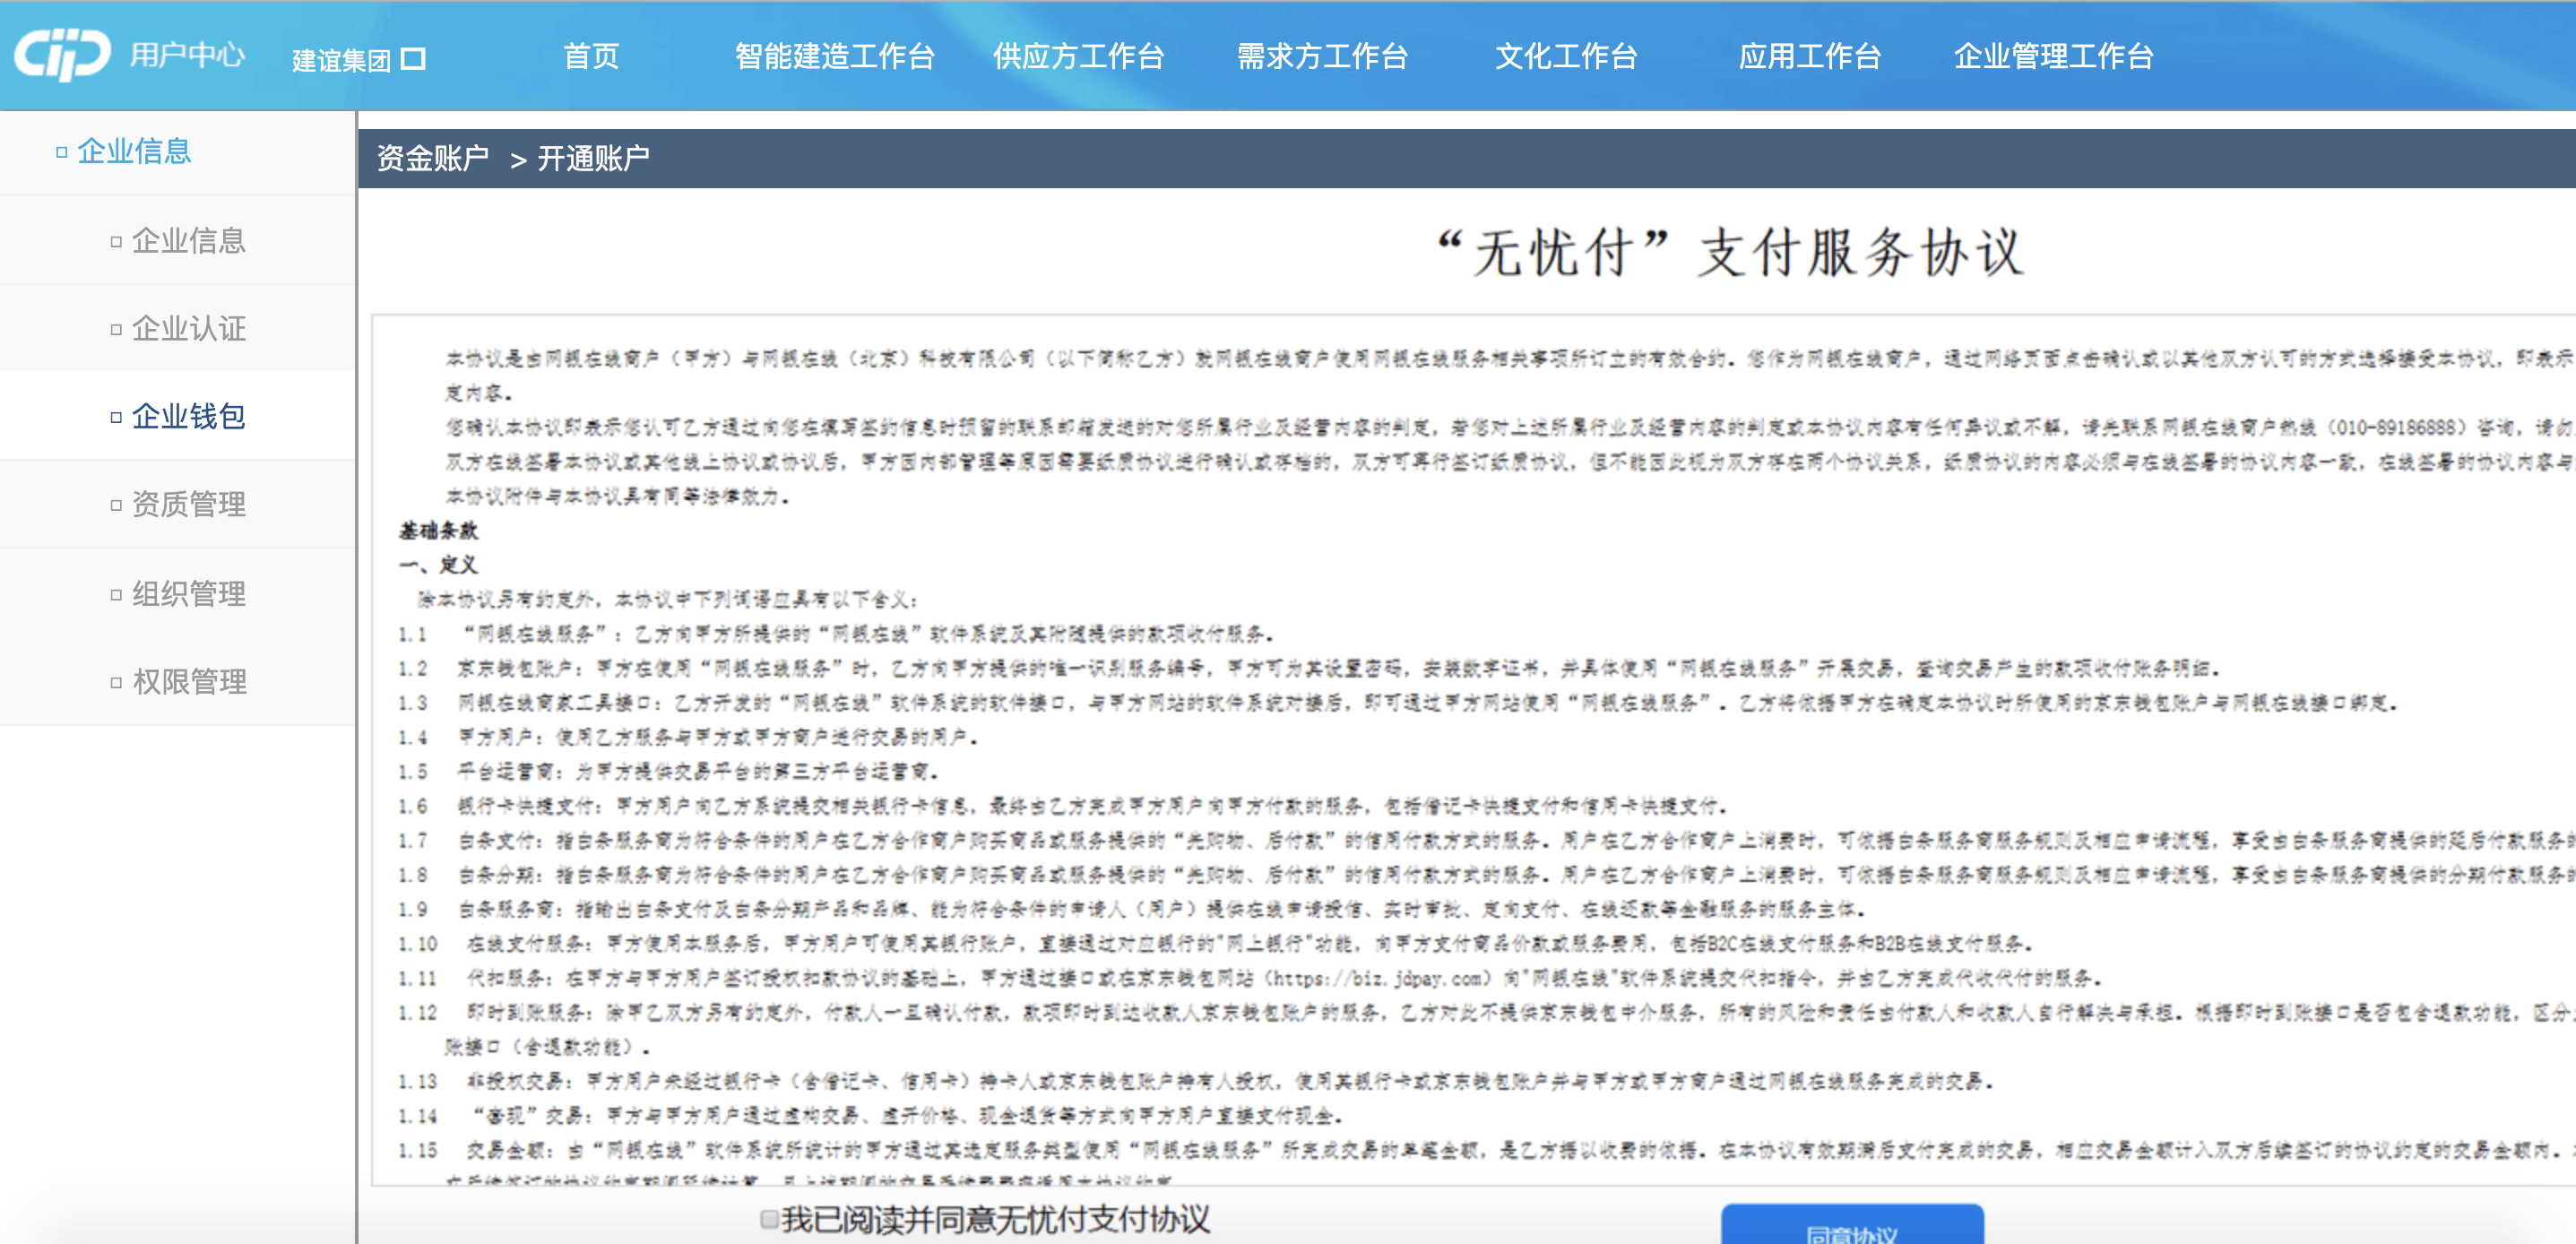 CIIP 用户中心 建谊集团 首页 智能建造工作台 供应方工作台 需求方工作台 文化工作台 应用工作台 企业管理工作台
企业信息
企业信息
企业认证
企业钱包
资质管理
组织管理
权限管理
资金账户 > 开通账户
“无忧付”支付服务协议
本协议是由网银在线商户（甲方）与网银在线（北京）科技有限公司（以下简称乙方）就网银在线商户使用网银在线服务相关事项所订立的有效合约。您作为网银在线商户，通过网络页面点击确认或以其他双方认可的方式选择接受本协议，即表示
定内容。
您确认本协议即表示您认可乙方通过向您在填写签约信息时预留的联系邮箱发送的对您所属行业及经营内容的判定，若您对上述所属行业及经营内容的判定或本协议内容有任何异议或不解，请先联系网银在线商户热线（010-89186888）咨询，请勿
双方在线签署本协议或其他线上协议或协议后，甲方因内部管理等原因需要纸质协议进行确认或存档的，双方可再行签订纸质协议，但不能因此视为双方存在两个协议关系，纸质协议的内容必须与在线签署的协议内容一致，在线签署的协议内容与
本协议附件与本协议具有同等法律效力。
基础条款
一、定义
除本协议另有约定外，本协议中下列词语应具有以下含义：
1.1 “网银在线服务”：乙方向甲方所提供的“网银在线”软件系统及其附随提供的款项收付服务。
1.2 京东钱包账户：甲方在使用“网银在线服务”时，乙方向甲方提供的唯一识别服务编号，甲方可为其设置密码，安装数字证书，并具体使用“网银在线服务”开展交易，查询交易产生的款项收付账务明细。
1.3 网银在线商家工具接口：乙方开发的“网银在线”软件系统的软件接口，与甲方网站的软件系统对接后，即可通过甲方网站使用“网银在线服务”。乙方将依据甲方在确定本协议时所使用的京东钱包账户与网银在线接口绑定。
1.4 甲方用户：使用乙方服务与甲方或甲方商户进行交易的用户。
1.5 平台运营商：为甲方提供交易平台的第三方平台运营商。
1.6 银行卡快捷支付：甲方用户向乙方系统提交相关银行卡信息，最终由乙方完成甲方用户向甲方付款的服务，包括借记卡快捷支付和信用卡快捷支付。
1.7 白条支付：指白条服务商为符合条件的用户在乙方合作商户购买商品或服务提供的“先购物、后付款”的信用付款方式的服务。用户在乙方合作商户上消费时，可依据白条服务商服务规则及相应申请流程，享受由白条服务商提供的延后付款服务的
1.8 白条分期：指白条服务商为符合条件的用户在乙方合作商户购买商品或服务提供的“先购物、后付款”的信用付款方式的服务。用户在乙方合作商户上消费时，可依据白条服务商服务规则及相应申请流程，享受由白条服务商提供的分期付款服务的
1.9 白条服务商：指输出白条支付及白条分期产品和品牌、能为符合条件的申请人（用户）提供在线申请授信、实时审批、定向支付、在线还款等金融服务的服务主体。
1.10 在线支付服务：甲方使用本服务后，甲方用户可使用其银行账户，直接通过对应银行的"网上银行"功能，向甲方支付商品价款或服务费用，包括B2C在线支付服务和B2B在线支付服务。
1.11 代扣服务：在甲方与甲方用户签订授权扣款协议的基础上，甲方通过接口或在京东钱包网站（https://biz.jdpay.com）向"网银在线"软件系统提交代扣指令，并由乙方完成代收代付的服务。
1.12 即时到账服务：除甲乙双方另有约定外，付款人一旦确认付款，款项即时到达收款人京东钱包账户的服务，乙方对此不提供京东钱包中介服务，所有的风险和责任由付款人和收款人自行解决与承担。根据即时到账接口是否包含退款功能，区分
账接口（含退款功能）。
1.13 非授权交易：甲方用户未经过银行卡（含借记卡、信用卡）持卡人或京东钱包账户持有人授权，使用其银行卡或京东钱包账户并与甲方或甲方商户通过网银在线服务完成的交易。
1.14 “套现”交易：甲方与甲方用户通过虚构交易、虚开价格、现金退货等方式向甲方用户直接支付现金。
1.15 交易金额：由“网银在线”软件系统所统计的甲方通过其选定服务类型使用“网银在线服务”所完成交易的单笔金额，是乙方据以收费的依据。在本协议有效期满后支付完成的交易，相应交易金额计入双方后续签订的协议约定的交易金额内。
我已阅读并同意无忧付支付协议
同意协议